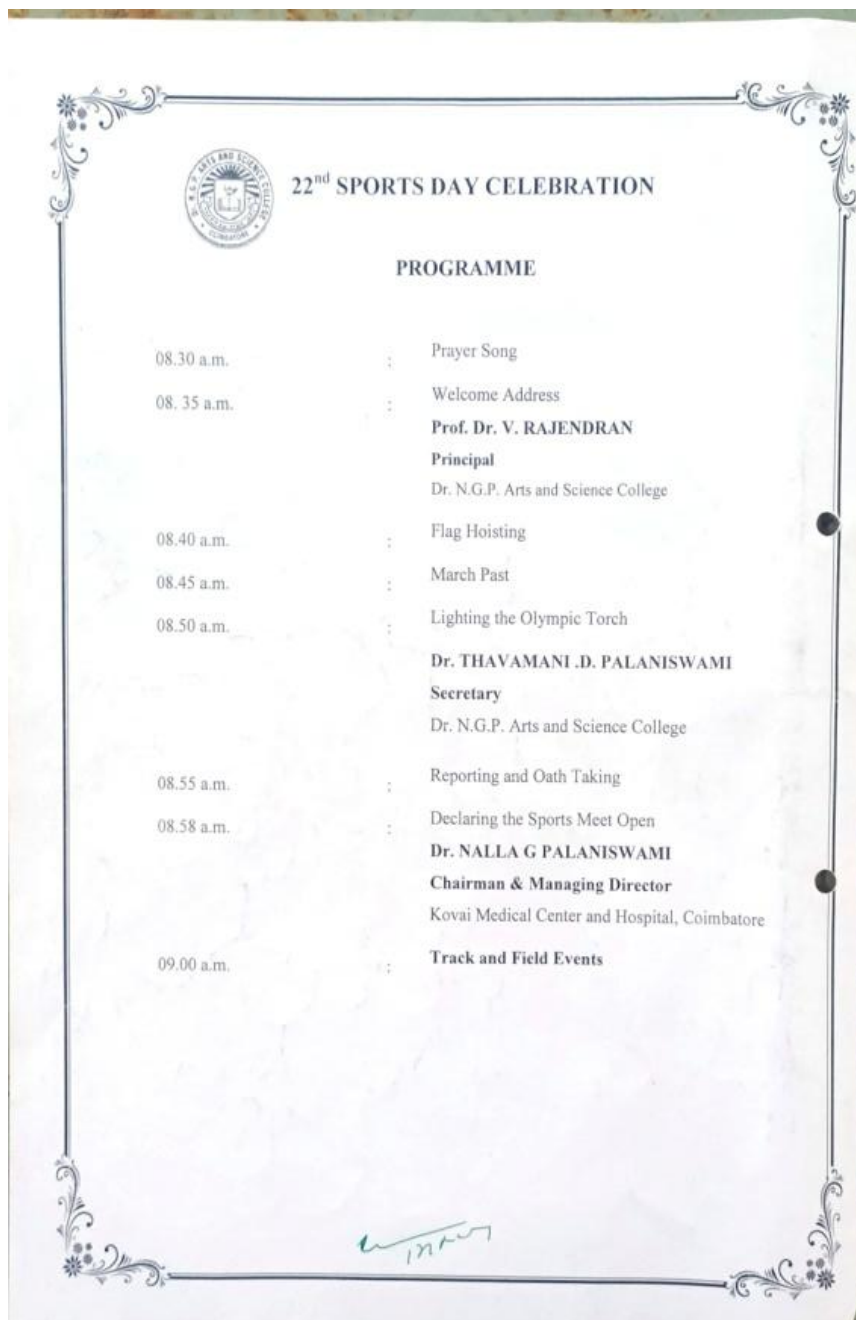 22nd SPORTS DAY CELEBRATION
PROGRAMME
08.30 a.m. : Prayer Song
08. 35 a.m. : Welcome Address
Prof. Dr. V. RAJENDRAN
Principal
Dr. N.G.P. Arts and Science College
08.40 a.m. : Flag Hoisting
08.45 a.m. : March Past
08.50 a.m. : Lighting the Olympic Torch
Dr. THAVAMANI .D. PALANISWAMI
Secretary
Dr. N.G.P. Arts and Science College
08.55 a.m. : Reporting and Oath Taking
08.58 a.m. : Declaring the Sports Meet Open
Dr. NALLA G PALANISWAMI
Chairman & Managing Director
Kovai Medical Center and Hospital, Coimbatore
09.00 a.m. : Track and Field Events